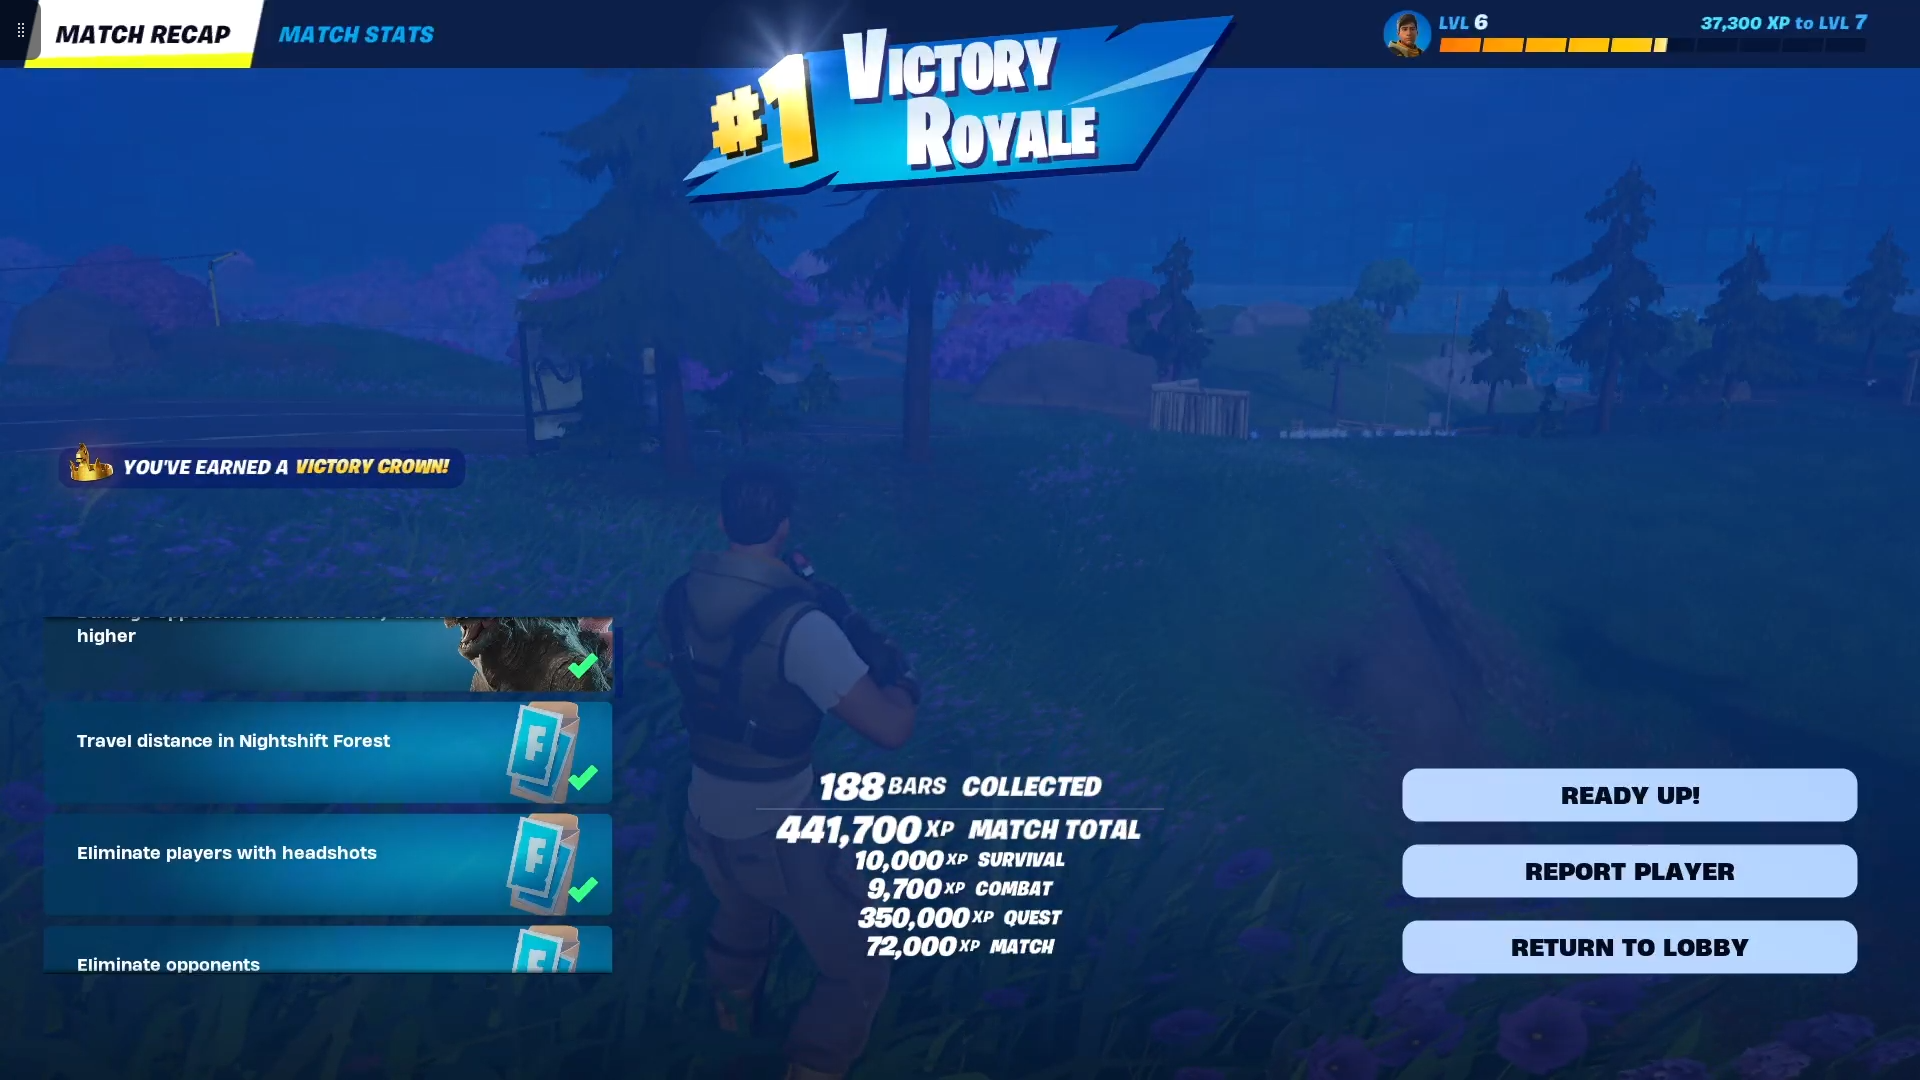 MATCH RECAP
MATCH STATS
#1 VICTORY
ROYALE
LVL 6
37,300 XP to LVL 7
YOU'VE EARNED A VICTORY CROWN!
higher
Travel distance in Nightshift Forest
Eliminate players with headshots
Eliminate opponents
188 BARS COLLECTED
441,700 XP MATCH TOTAL
10,000 XP SURVIVAL
9,700 XP COMBAT
350,000 XP QUEST
72,000 XP MATCH
READY UP!
REPORT PLAYER
RETURN TO LOBBY